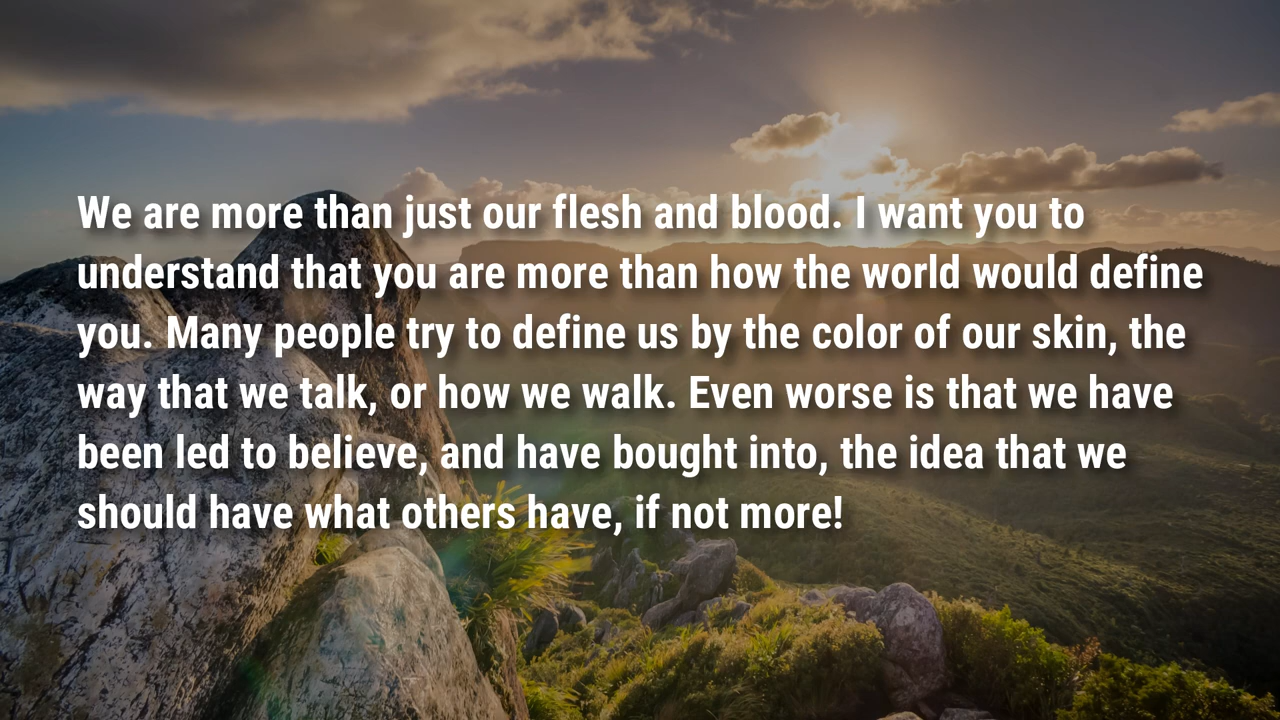 We are more than just our flesh and blood. I want you to
understand that you are more than how the world would define
you. Many people try to define us by the color of our skin, the
way that we talk, or how we walk. Even worse is that we have
been led to believe, and have bought into, the idea that we
should have what others have, if not more!